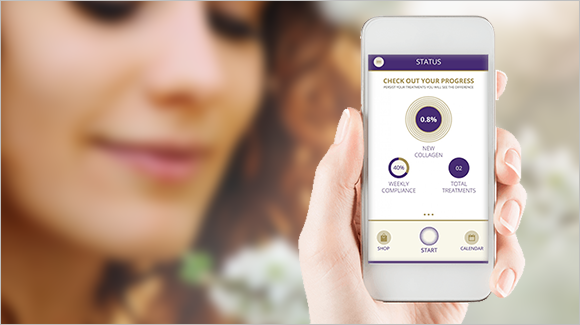 STATUS
CHECK OUT YOUR PROGRESS
PERSIST YOUR TREATMENTS YOU WILL SEE THE DIFFERENCE
0.8%
NEW
COLLAGEN
40%
02
WEEKLY
COMPLIANCE
TOTAL
TREATMENTS
SHOP
START
CALENDAR